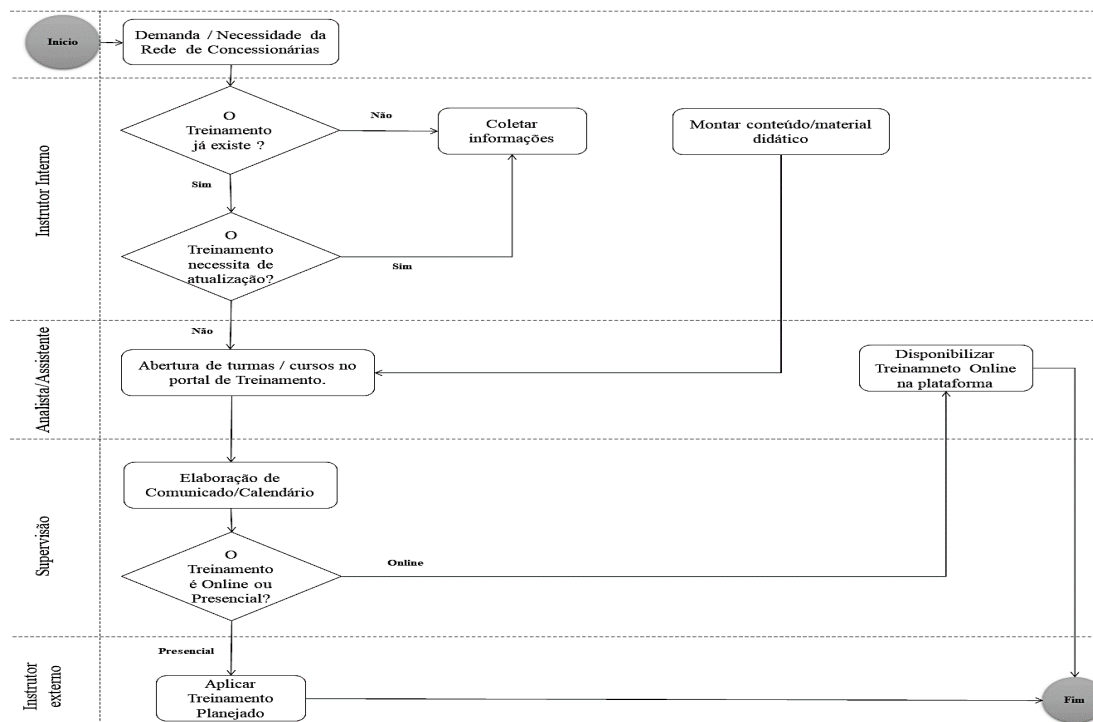 Inicio
Demanda / Necessidade da
Rede de Concessionárias
Instrutor Interno
O
Treinamento
já existe ?
Não
Coletar
informações
Montar conteúdo/material
didático
Sim
O
Treinamento
necessita de
atualização?
Sim
Não
Analista/Assistente
Abertura de turmas / cursos no
portal de Treinamento.
Disponibilizar
Treinamneto Online
na plataforma
Supervisão
Elaboração de
Comunicado/Calendário
O
Treinamento
é Online ou
Presencial?
Online
Presencial
Instrutor
externo
Aplicar
Treinamento
Planejado
Fim